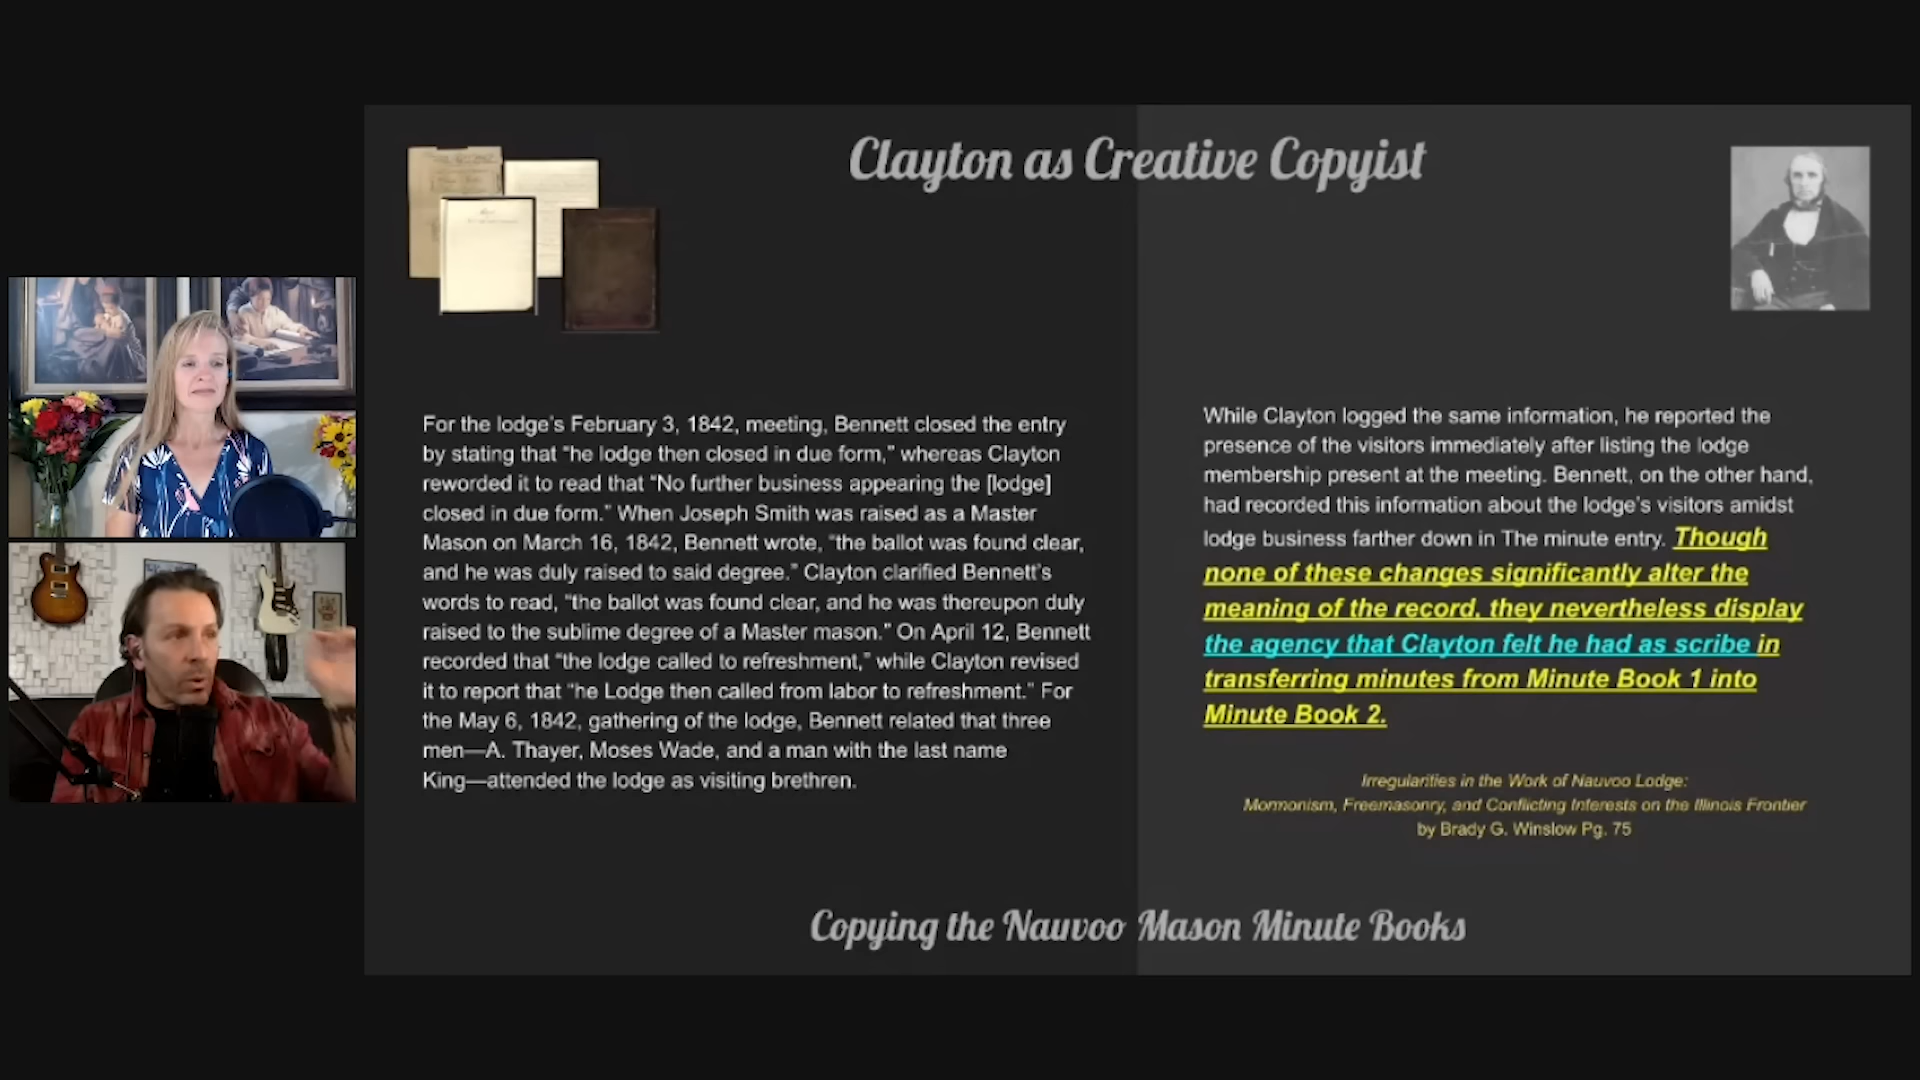 Clayton as Creative Copyist
For the lodge's February 3, 1842, meeting, Bennett closed the entry
by stating that “he lodge then closed in due form,” whereas Clayton
reworded it to read that “No further business appearing the [lodge]
closed in due form.” When Joseph Smith was raised as a Master
Mason on March 16, 1842, Bennett wrote, “the ballot was found clear,
and he was duly raised to said degree.” Clayton clarified Bennett's
words to read, “the ballot was found clear, and he was thereupon duly
raised to the sublime degree of a Master mason.” On April 12, Bennett
recorded that “the lodge called to refreshment,” while Clayton revised
it to report that “he Lodge then called from labor to refreshment.” For
the May 6, 1842, gathering of the lodge, Bennett related that three
men—A. Thayer, Moses Wade, and a man with the last name
King—attended the lodge as visiting brethren.
While Clayton logged the same information, he reported the
presence of the visitors immediately after listing the lodge
membership present at the meeting. Bennett, on the other hand,
had recorded this information about the lodge's visitors amidst
lodge business farther down in The minute entry. Though
none of these changes significantly alter the
meaning of the record, they nevertheless display
the agency that Clayton felt he had as scribe in
transferring minutes from Minute Book 1 into
Minute Book 2.
Irregularities in the Work of Nauvoo Lodge:
Mormonism, Freemasonry, and Conflicting Interests on the Illinois Frontier
by Brady G. Winslow Pg. 75
Copying the Nauvoo Mason Minute Books